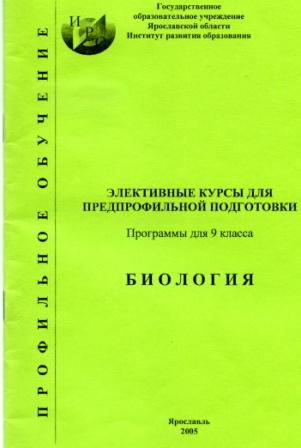 Государственное
образовательное учреждение
Ярославской области
Институт развития образования
ИРО
ПРОФИЛЬНОЕ ОБУЧЕНИЕ
ЭЛЕКТИВНЫЕ КУРСЫ ДЛЯ
ПРЕДПРОФИЛЬНОЙ ПОДГОТОВКИ
Программы для 9 класса
БИОЛОГИЯ
Ярославль
2005